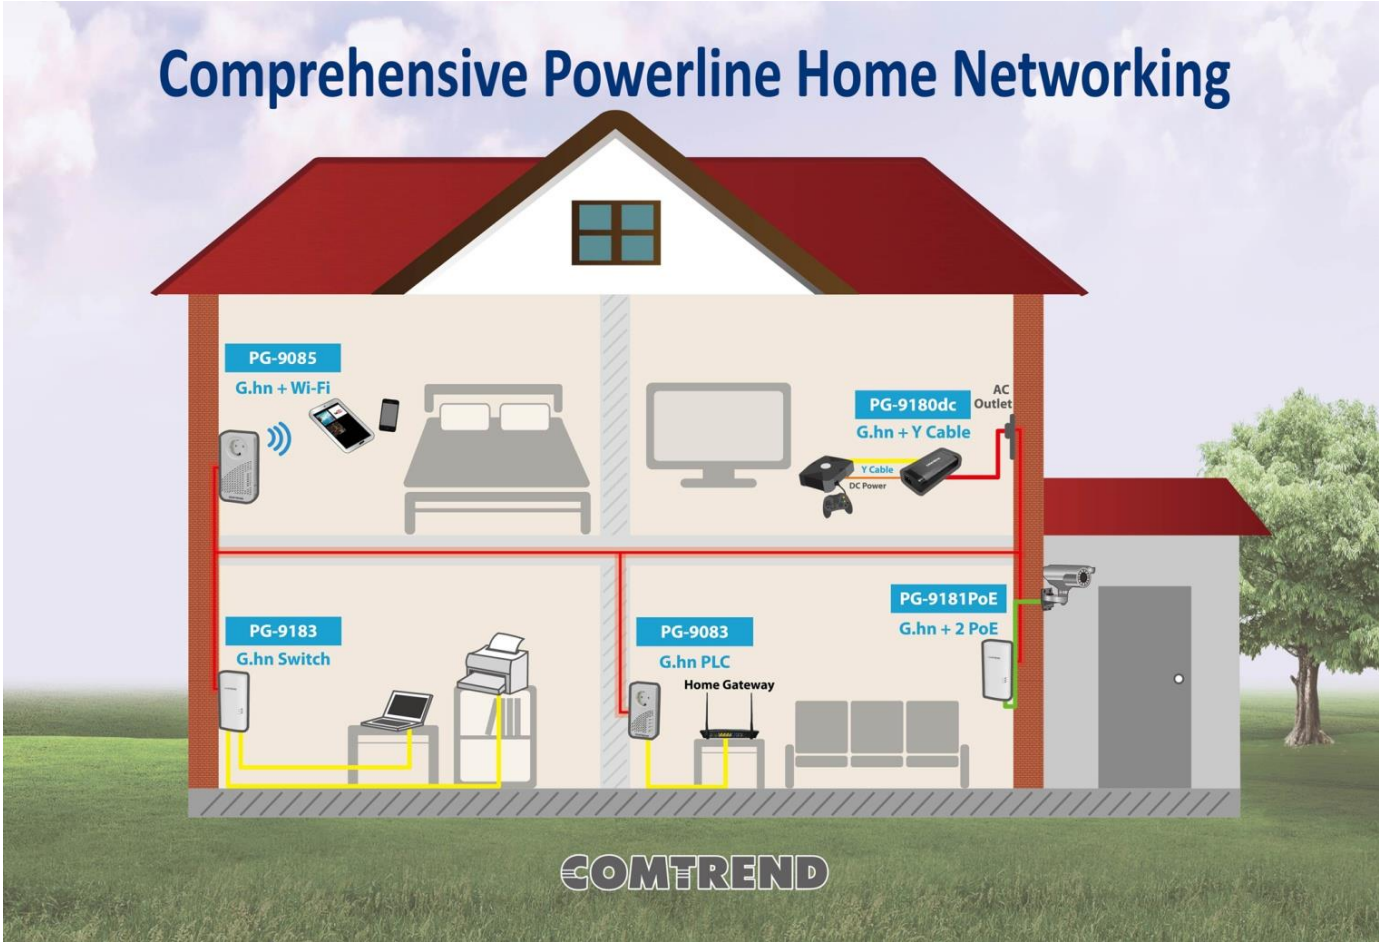 Comprehensive Powerline Home Networking
PG-9085
G.hn + Wi-Fi
PG-9180dc
G.hn + Y Cable
AC
Outlet
Y Cable
DC Power
PG-9183
G.hn Switch
PG-9083
G.hn PLC
Home Gateway
PG-9181PoE
G.hn + 2 PoE
COMTREND